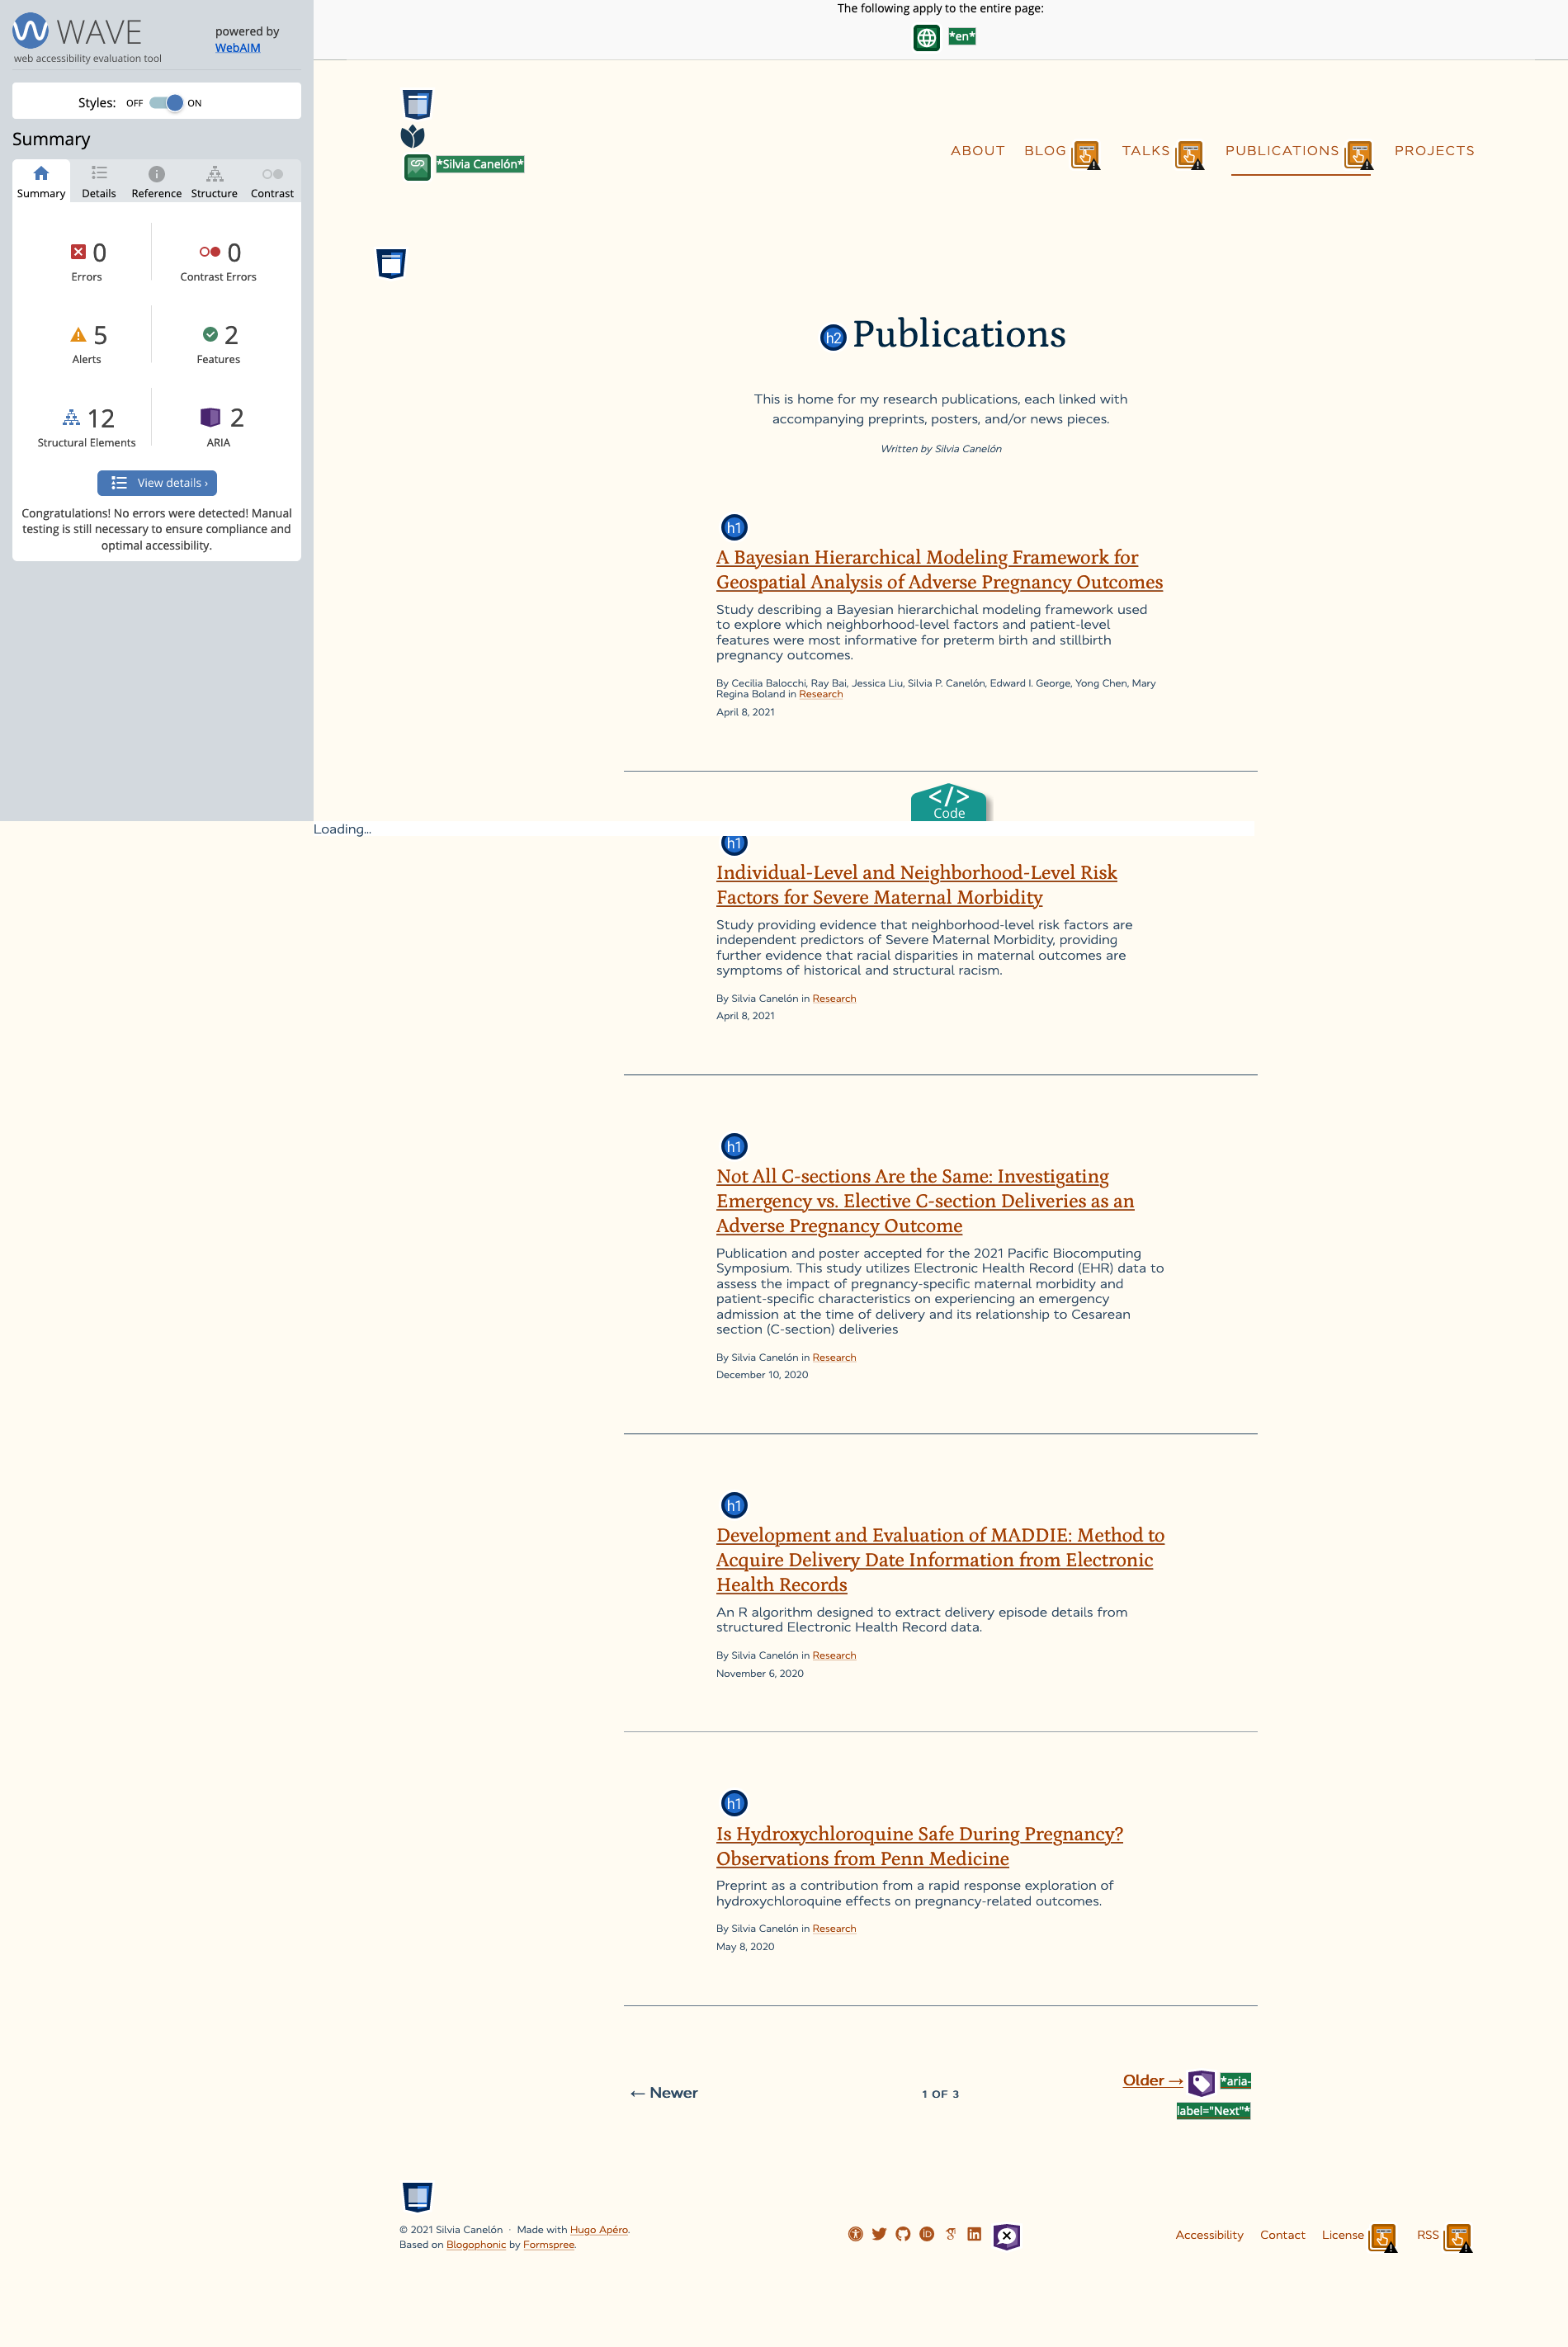 WAVE
powered by
WebAIM
web accessibility evaluation tool
Styles: OFF ON
Summary
Summary Details Reference Structure Contrast
0
Errors
0
Contrast Errors
5
Alerts
2
Features
12
Structural Elements
2
ARIA
View details ›
Congratulations! No errors were detected! Manual
testing is still necessary to ensure compliance and
optimal accessibility.
The following apply to the entire page:
*en*
*Silvia Canelón*
ABOUT BLOG TALKS PUBLICATIONS PROJECTS
h2 Publications
This is home for my research publications, each linked with
accompanying preprints, posters, and/or news pieces.
Written by Silvia Canelón
h1
A Bayesian Hierarchical Modeling Framework for
Geospatial Analysis of Adverse Pregnancy Outcomes
Study describing a Bayesian hierarchichal modeling framework used
to explore which neighborhood-level factors and patient-level
features were most informative for preterm birth and stillbirth
pregnancy outcomes.
By Cecilia Balocchi, Ray Bai, Jessica Liu, Silvia P. Canelón, Edward I. George, Yong Chen, Mary
Regina Boland in Research
April 8, 2021
</>
Code
Loading...
h1
Individual-Level and Neighborhood-Level Risk
Factors for Severe Maternal Morbidity
Study providing evidence that neighborhood-level risk factors are
independent predictors of Severe Maternal Morbidity, providing
further evidence that racial disparities in maternal outcomes are
symptoms of historical and structural racism.
By Silvia Canelón in Research
April 8, 2021
h1
Not All C-sections Are the Same: Investigating
Emergency vs. Elective C-section Deliveries as an
Adverse Pregnancy Outcome
Publication and poster accepted for the 2021 Pacific Biocomputing
Symposium. This study utilizes Electronic Health Record (EHR) data to
assess the impact of pregnancy-specific maternal morbidity and
patient-specific characteristics on experiencing an emergency
admission at the time of delivery and its relationship to Cesarean
section (C-section) deliveries
By Silvia Canelón in Research
December 10, 2020
h1
Development and Evaluation of MADDIE: Method to
Acquire Delivery Date Information from Electronic
Health Records
An R algorithm designed to extract delivery episode details from
structured Electronic Health Record data.
By Silvia Canelón in Research
November 6, 2020
h1
Is Hydroxychloroquine Safe During Pregnancy?
Observations from Penn Medicine
Preprint as a contribution from a rapid response exploration of
hydroxychloroquine effects on pregnancy-related outcomes.
By Silvia Canelón in Research
May 8, 2020
← Newer
1 OF 3
Older → *aria-
label="Next"*
© 2021 Silvia Canelón · Made with Hugo Apéro.
Based on Blogophonic by Formspree.
iD
Accessibility Contact License RSS